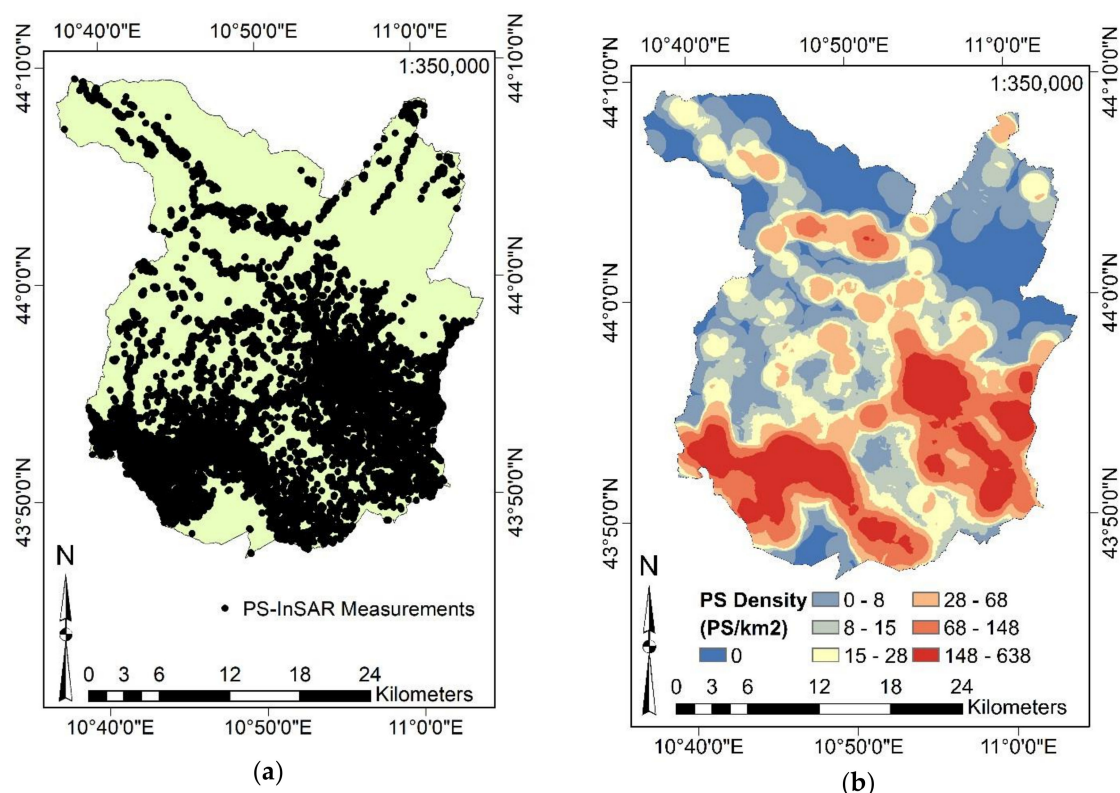 10°40'0"E 10°50'0"E 11°0'0"E
1:350,000
44°10'0"N
44°10'0"N
44°0'0"N
44°0'0"N
43°50'0"N
43°50'0"N
N
PS-InSAR Measurements
0 3 6 12 18 24
Kilometers
10°40'0"E 10°50'0"E 11°0'0"E
(a)
10°40'0"E 10°50'0"E 11°0'0"E
1:350,000
44°10'0"N
44°10'0"N
44°0'0"N
44°0'0"N
43°50'0"N
43°50'0"N
N
PS Density
(PS/km2)
0
0 - 8
8 - 15
15 - 28
28 - 68
68 - 148
148 - 638
0 3 6 12 18 24
Kilometers
10°40'0"E 10°50'0"E 11°0'0"E
(b)